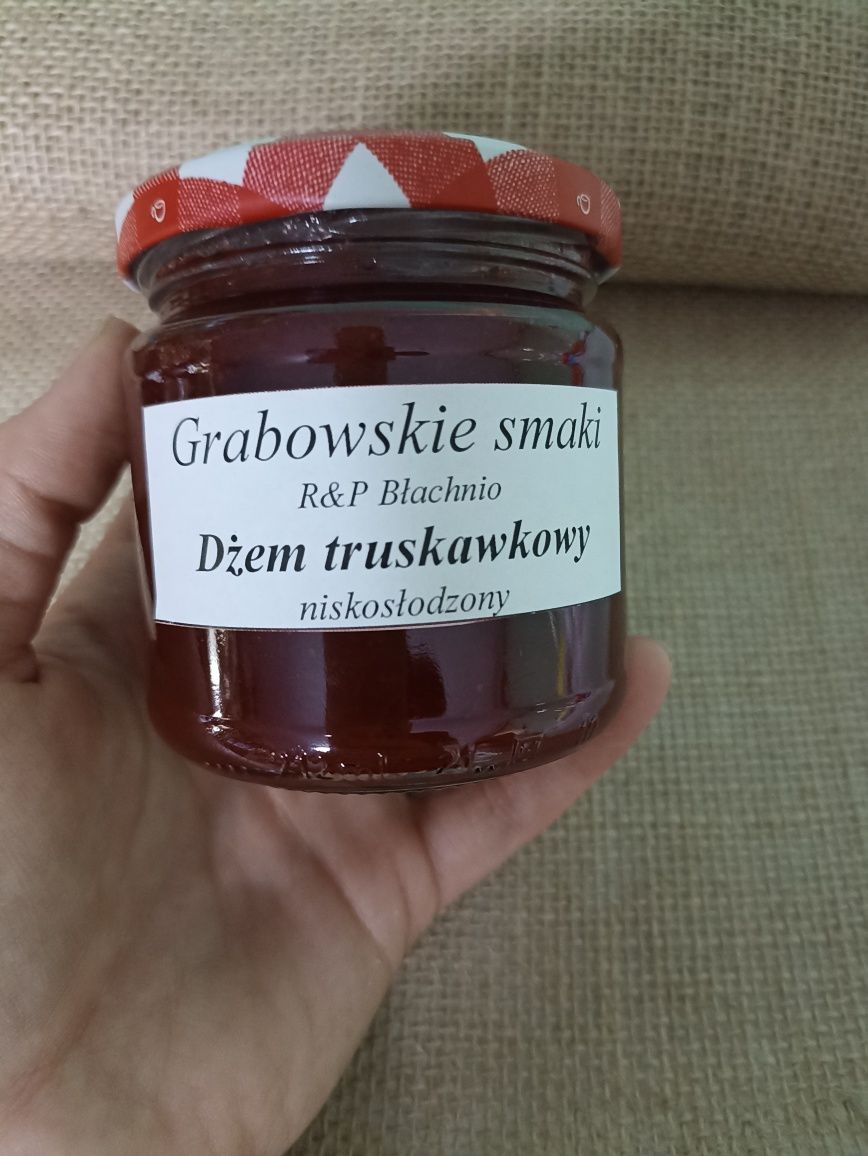 Grabowskie smaki
R&P Błachnio
Dżem truskawkowy
niskosłodzony